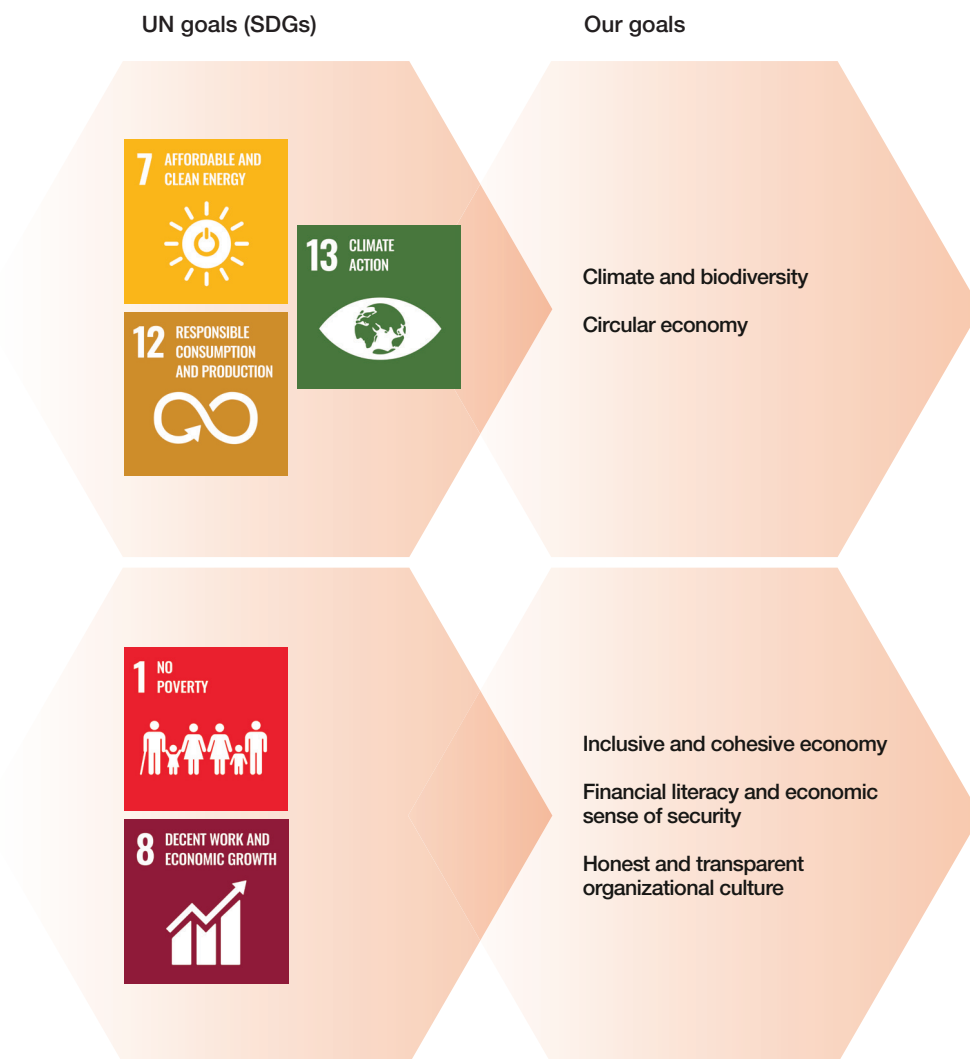 UN goals (SDGs)
Our goals
7 AFFORDABLE AND
CLEAN ENERGY
13 CLIMATE
ACTION
12 RESPONSIBLE
CONSUMPTION
AND PRODUCTION
Climate and biodiversity
Circular economy
1 NO
POVERTY
8 DECENT WORK AND
ECONOMIC GROWTH
Inclusive and cohesive economy
Financial literacy and economic
sense of security
Honest and transparent
organizational culture